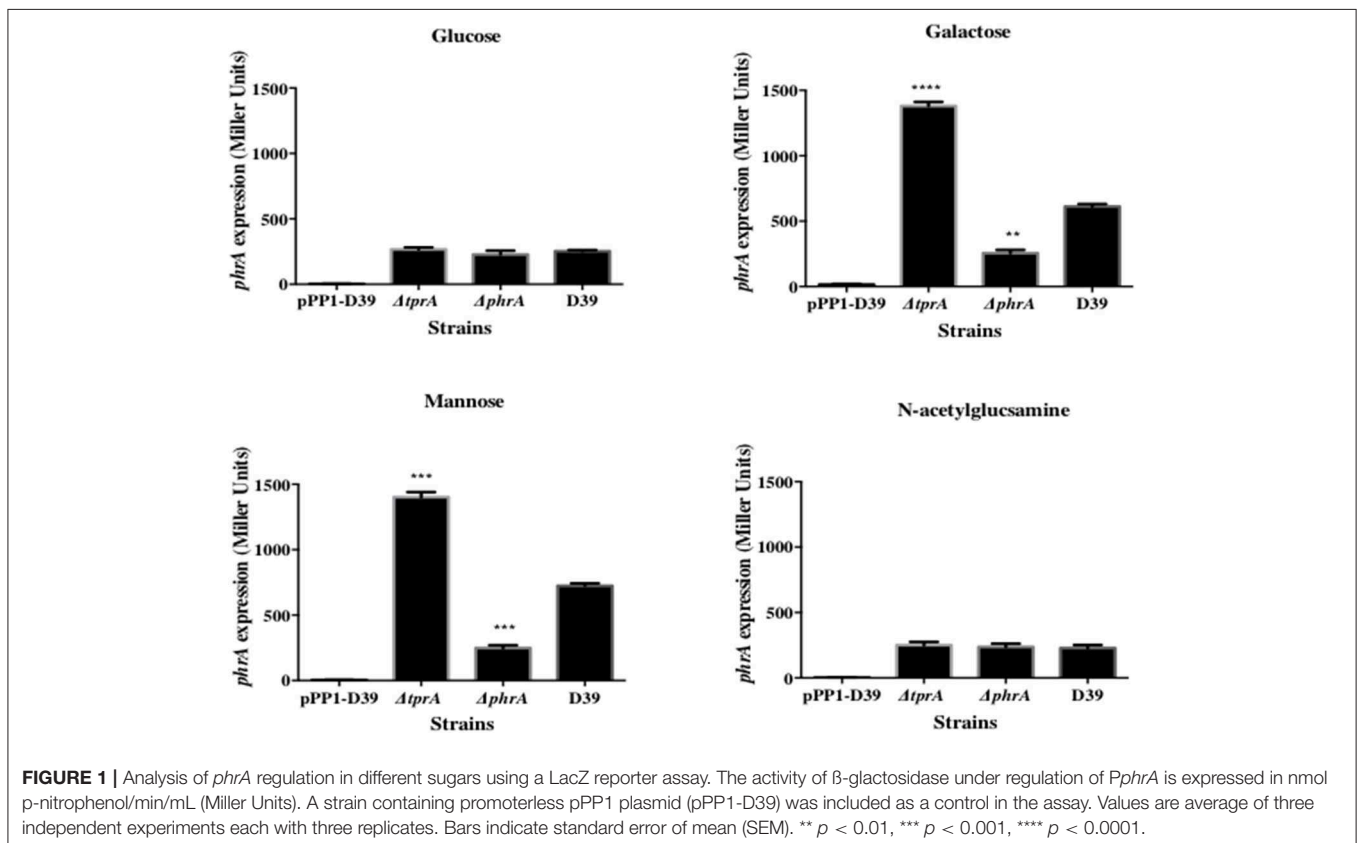 Glucose
1500
1000
500
0
phrA expression (Miller Units)
pPP1-D39 ΔtprA ΔphrA D39
Strains
Galactose
1500
1000
500
0
phrA expression (Miller Units)
****
**
pPP1-D39 ΔtprA ΔphrA D39
Strains
Mannose
1500
1000
500
0
phrA expression (Miller Units)
***
***
pPP1-D39 ΔtprA ΔphrA D39
Strains
N-acetylglucsamine
1500
1000
500
0
phrA expression (Miller Units)
pPP1-D39 ΔtprA ΔphrA D39
Strains
FIGURE 1 | Analysis of phrA regulation in different sugars using a LacZ reporter assay. The activity of ß-glactosidase under regulation of PphrA is expressed in nmol
p-nitrophenol/min/mL (Miller Units). A strain containing promoterless pPP1 plasmid (pPP1-D39) was included as a control in the assay. Values are average of three
independent experiments each with three replicates. Bars indicate standard error of mean (SEM). ** p < 0.01, *** p < 0.001, **** p < 0.0001.